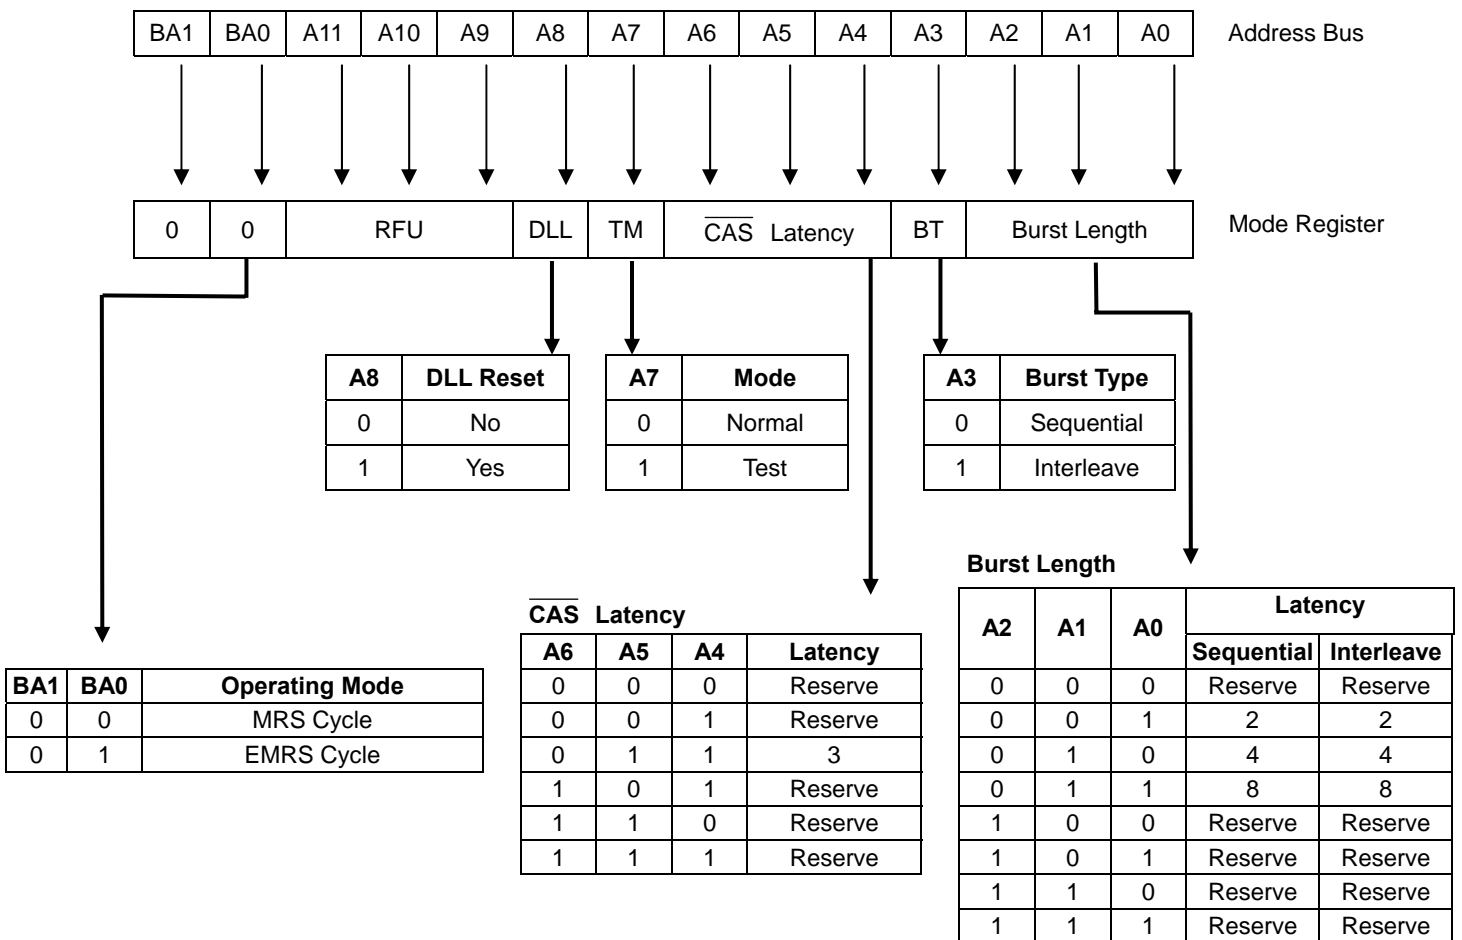 BA1 BA0 A11 A10 A9 A8 A7 A6 A5 A4 A3 A2 A1 A0 Address Bus
0 0 RFU DLL TM CAS Latency BT Burst Length Mode Register
A8 DLL Reset
0 No
1 Yes
A7 Mode
0 Normal
1 Test
A3 Burst Type
0 Sequential
1 Interleave
BA1 BA0 Operating Mode
0 0 MRS Cycle
0 1 EMRS Cycle
CAS Latency
A6 A5 A4 Latency
0 0 0 Reserve
0 0 1 Reserve
0 1 1 3
1 0 1 Reserve
1 1 0 Reserve
1 1 1 Reserve
Burst Length
A2 A1 A0 Latency
Sequential Interleave
0 0 0 Reserve Reserve
0 0 1 2 2
0 1 0 4 4
0 1 1 8 8
1 0 0 Reserve Reserve
1 0 1 Reserve Reserve
1 1 0 Reserve Reserve
1 1 1 Reserve Reserve